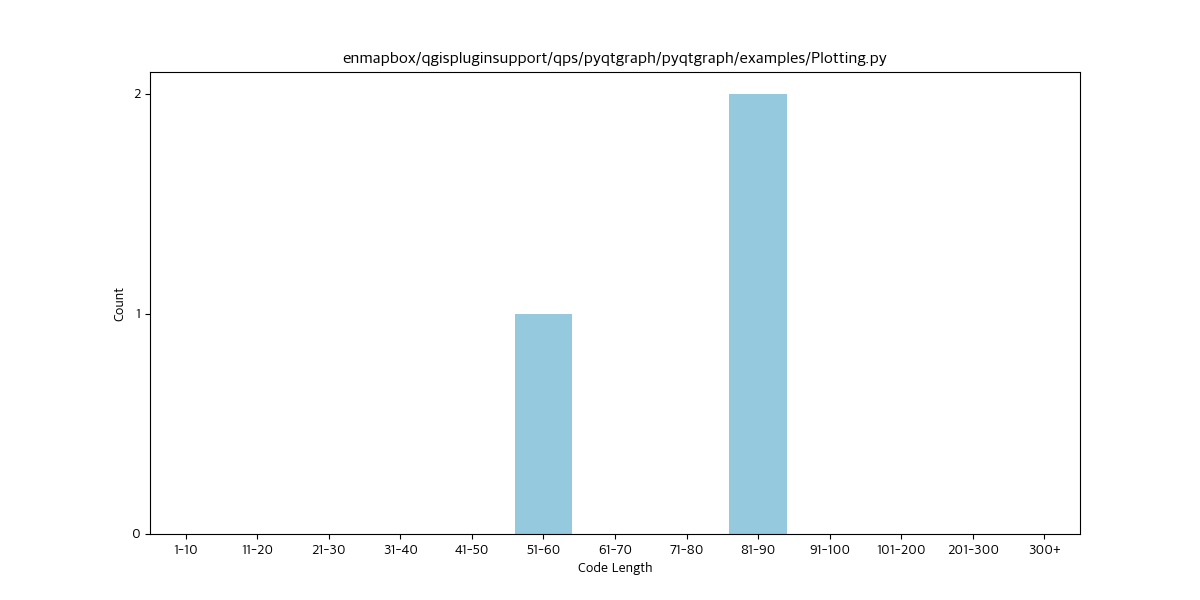 enmapbox/qgispluginsupport/qps/pyqtgraph/pyqtgraph/examples/Plotting.py
2
1
0
Count
1-10 11-20 21-30 31-40 41-50 51-60 61-70 71-80 81-90 91-100 101-200 201-300 300+
Code Length